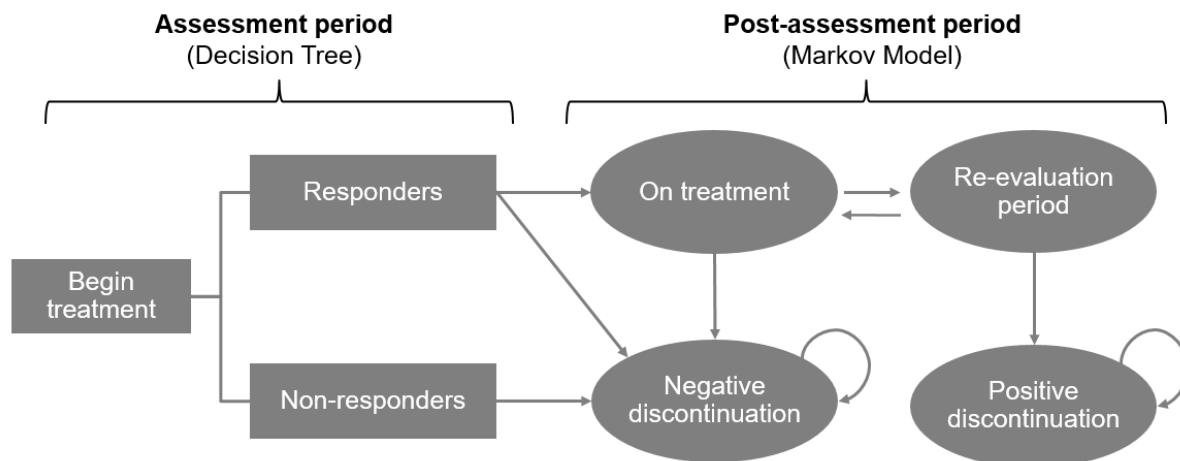 Assessment period
(Decision Tree)
Post-assessment period
(Markov Model)
Responders
On treatment
Re-evaluation
period
Begin
treatment
Non-responders
Negative
discontinuation
Positive
discontinuation